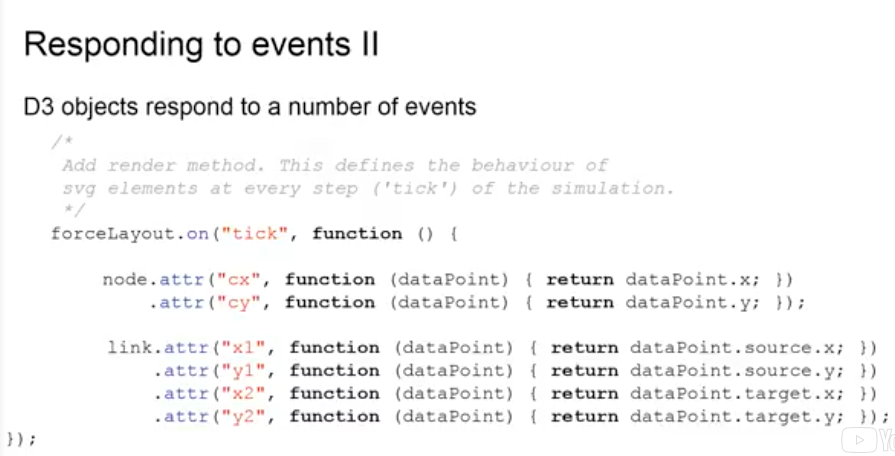 Responding to events II
D3 objects respond to a number of events
/*
Add render method. This defines the behaviour of
svg elements at every step ('tick') of the simulation.
*/
forceLayout.on("tick", function () {
node.attr("cx", function (dataPoint) { return dataPoint.x; })
.attr("cy", function (dataPoint) { return dataPoint.y; });
link.attr("x1", function (dataPoint) { return dataPoint.source.x; })
.attr("y1", function (dataPoint) { return dataPoint.source.y; })
.attr("x2", function (dataPoint) { return dataPoint.target.x; })
.attr("y2", function (dataPoint) { return dataPoint.target.y; });
});